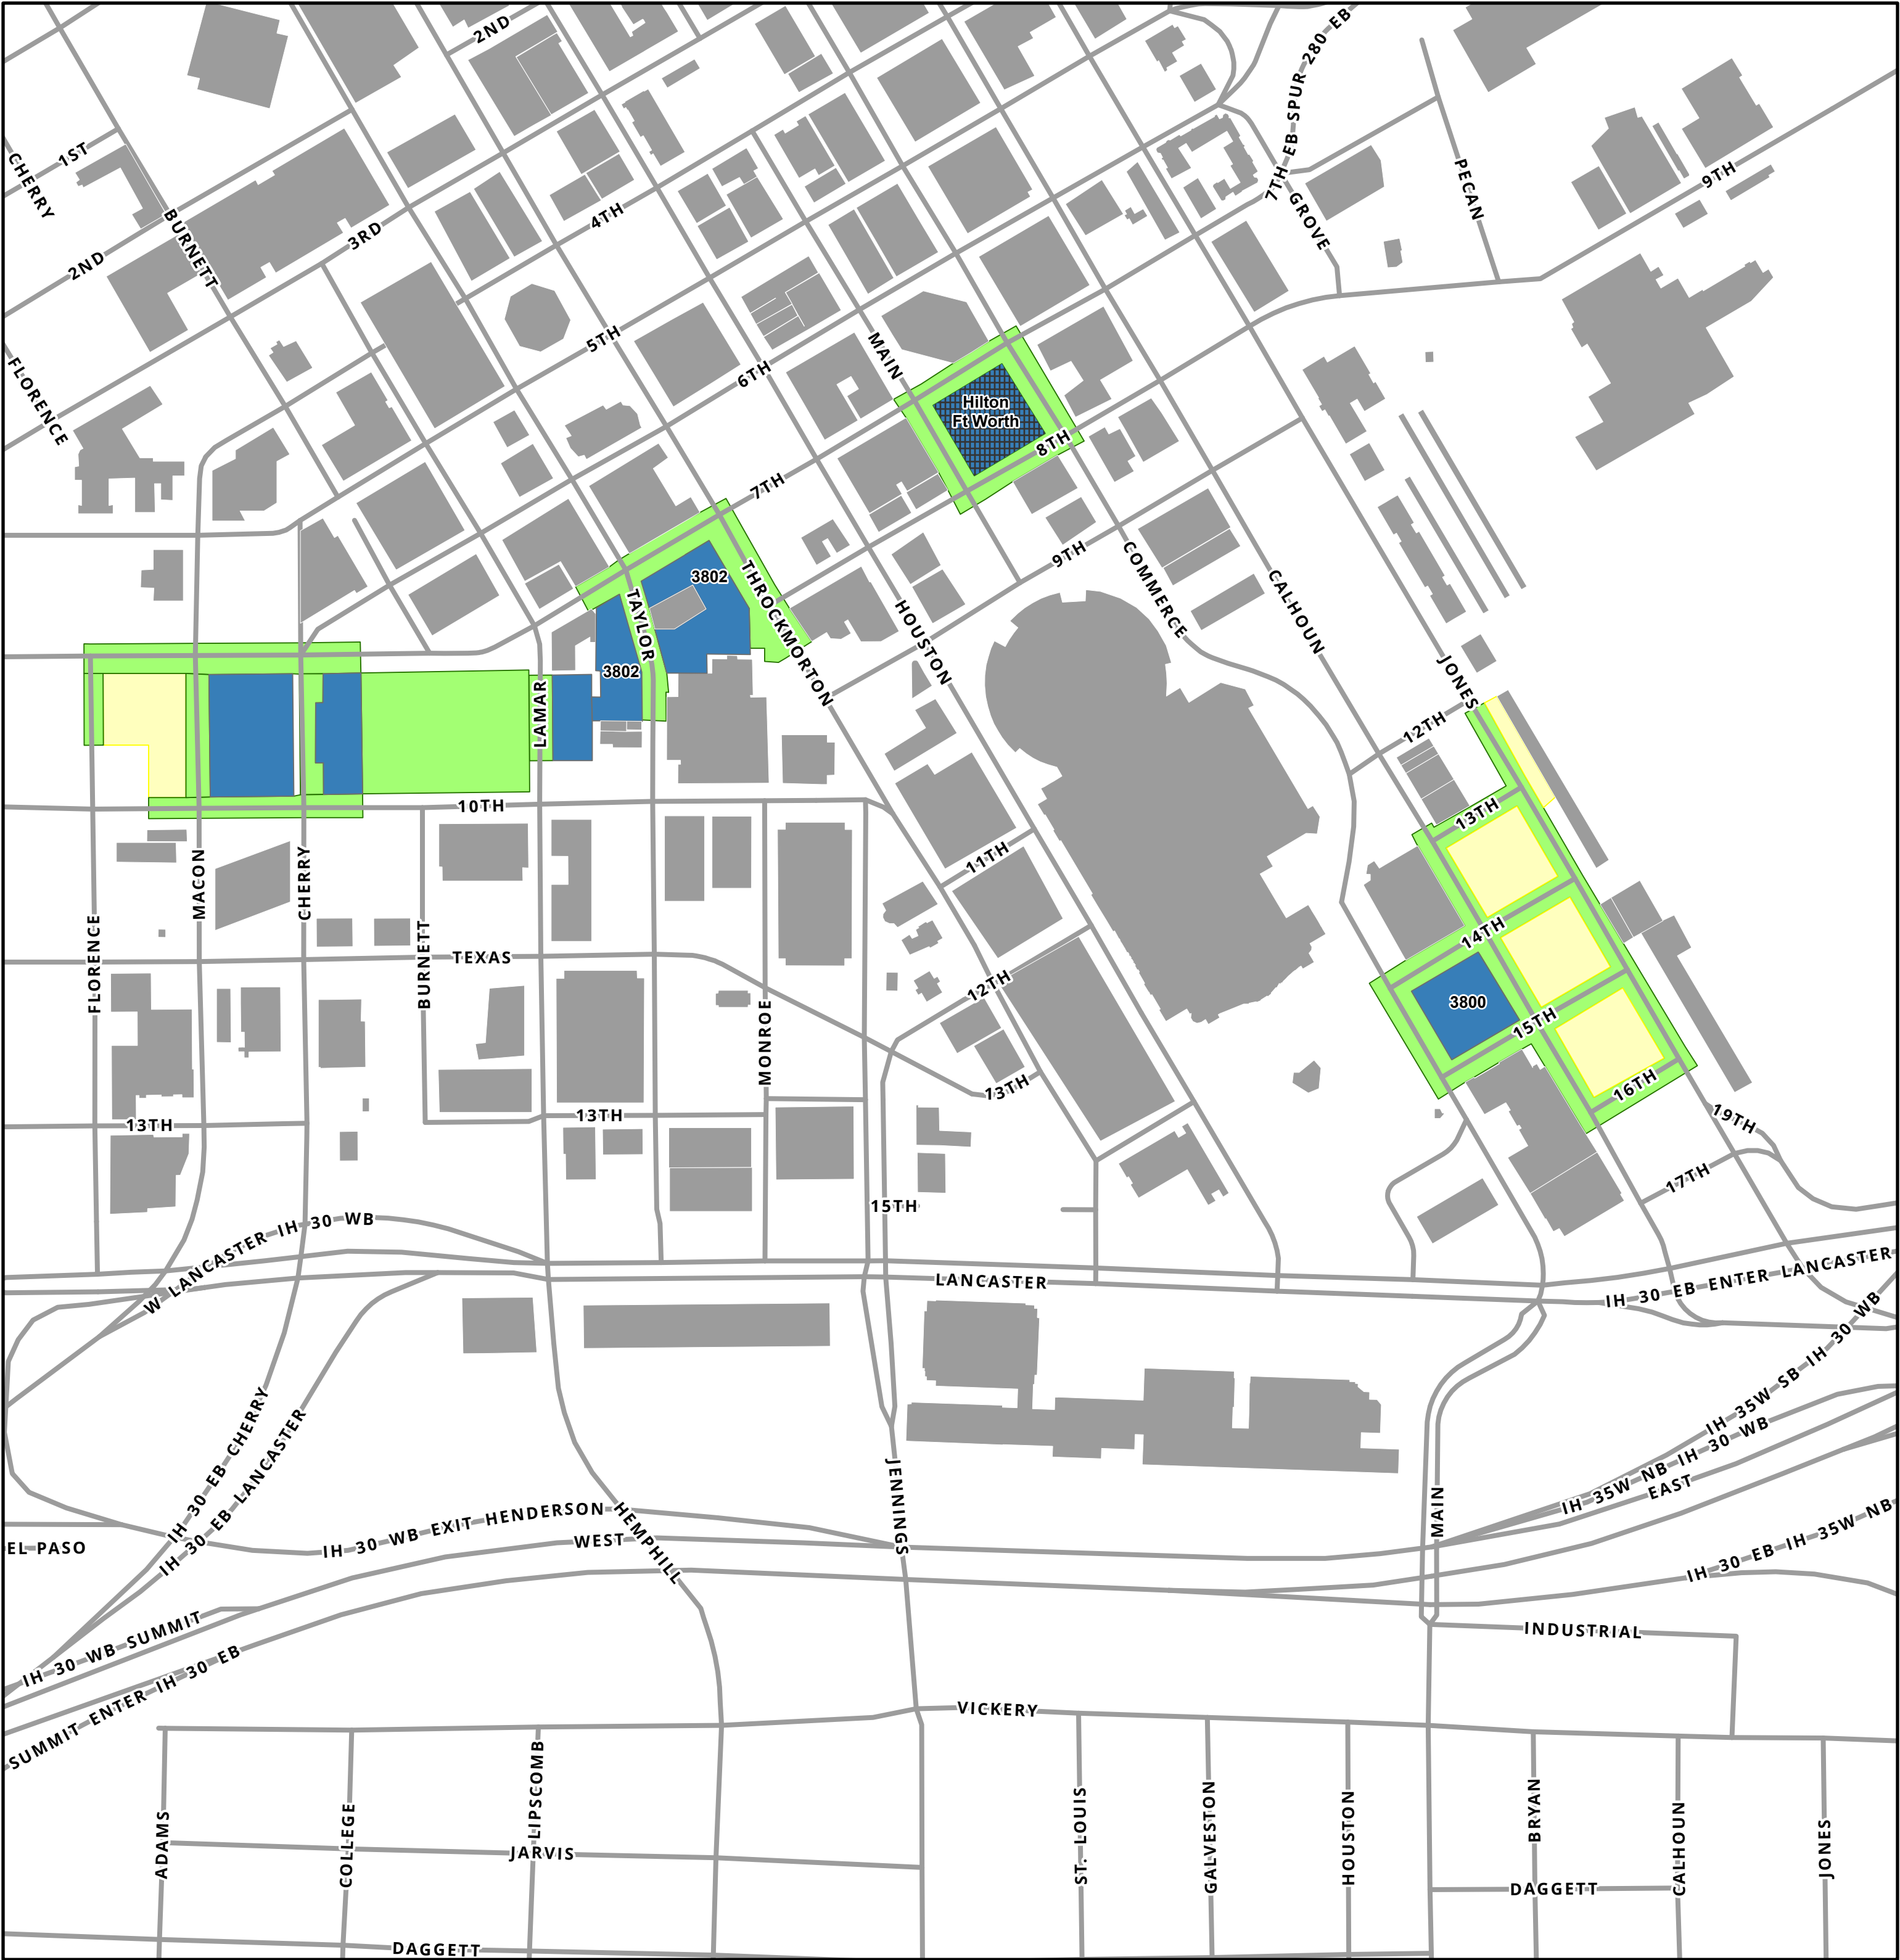 2ND
7TH EB SPUR 280 EB
CHERRY
1ST
BURNETT
2ND
3RD
4TH
GROVE
PECAN
9TH
FLORENCE
5TH
6TH
MAIN
Hilton
Ft Worth
8TH
7TH
9TH
COMMERCE
CALHOUN
3802
THROCKMORTON
TAYLOR
3802
HOUSTON
JONES
LAMAR
12TH
10TH
13TH
MACON
CHERRY
11TH
FLORENCE
BURNETT
TEXAS
14TH
12TH
3800
15TH
MONROE
13TH
16TH
13TH
13TH
19TH
17TH
15TH
W LANCASTER IH 30 WB
LANCASTER
IH 30 EB ENTER LANCASTER
IH 35W SB IH 30 WB
IH 30 EB CHERRY
IH 30 EB LANCASTER
IH 35W NB IH 30 WB
EAST
JENNINGS
MAIN
IH 30 WB EXIT HENDERSON
WEST
HEMPHILL
EL PASO
IH 30 EB IH 35W NB
IH 30 WB SUMMIT
SUMMIT ENTER IH 30 EB
INDUSTRIAL
VICKERY
ADAMS
COLLEGE
LIPSCOMB
JARVIS
ST. LOUIS
GALVESTON
HOUSTON
BRYAN
CALHOUN
JONES
DAGGETT
DAGGETT